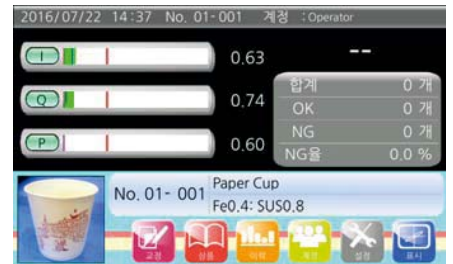 2016/07/22 14:37 No. 01-001 계정 : Operator
I 0.63 --
Q 0.74
P 0.60
합계 0 개
OK 0 개
NG 0 개
NG율 0.0 %
No. 01- 001 Paper Cup
Fe0.4: SUS0.8
교정 상품 이력 계정 설정 표시